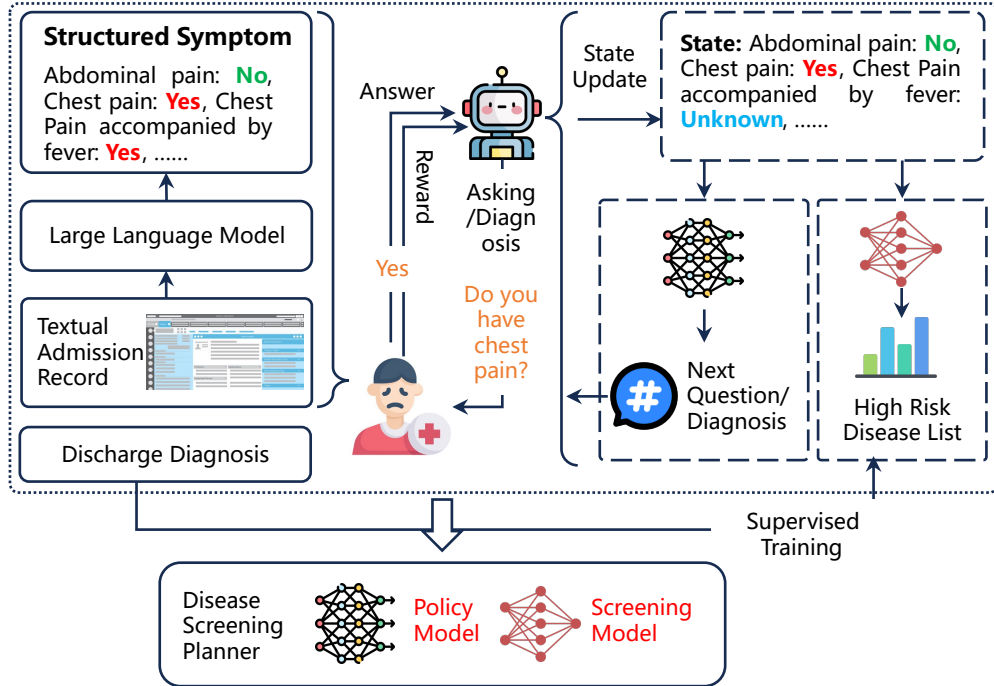 Structured Symptom
Abdominal pain: No,
Chest pain: Yes, Chest
Pain accompanied by
fever: Yes, ......
Large Language Model
Textual
Admission
Record
Discharge Diagnosis
Answer
Reward
Yes
Asking
/Diagn
osis
Do you
have
chest
pain?
State
Update
State: Abdominal pain: No,
Chest pain: Yes, Chest Pain
accompanied by fever:
Unknown, ......
Next
Question/
Diagnosis
High Risk
Disease List
Supervised
Training
Disease
Screening
Planner
Policy
Model
Screening
Model